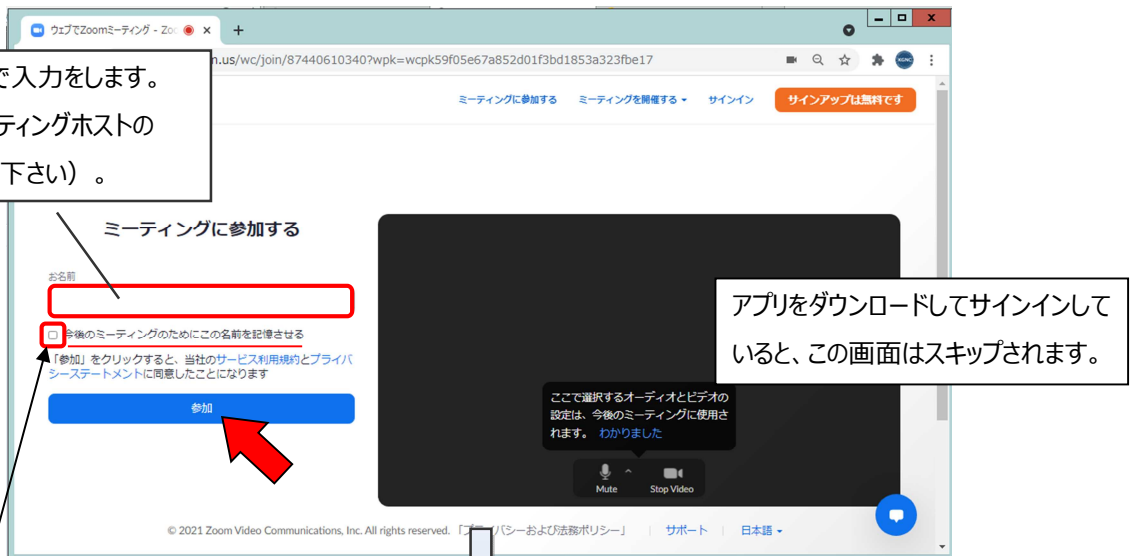 ウェブでZoomミーティング - Zoo
.us/wc/join/87440610340?wpk=wcpk59f05e67a852d01f3bd1853a323fbe17
で入力をします。
ティングホストの
下さい）。
ミーティングに参加する ミーティングを開催する サインイン サインアップは無料です
ミーティングに参加する
お名前
今後のミーティングのためにこの名前を記憶させる
「参加」をクリックすると、当社のサービス利用規約とプライバ
シーステートメントに同意したことになります
参加
アプリをダウンロードしてサインインして
いると、この画面はスキップされます。
ここで選択するオーディオとビデオの
設定は、今後のミーティングに使用さ
れます。 わかりました
Mute Stop Video
© 2021 Zoom Video Communications, Inc. All rights reserved. 「プ バシーおよび法務ポリシー」 サポート 日本語